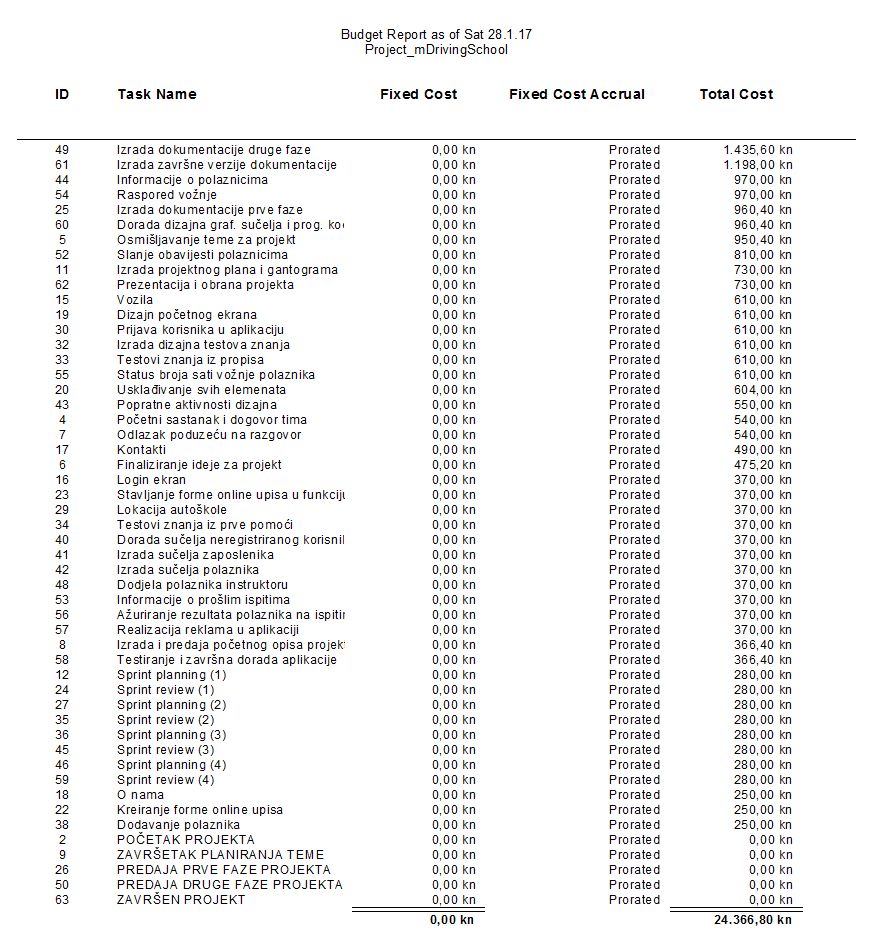 Budget Report as of Sat 28.1.17
Project_mDrivingSchool
ID Task Name Fixed Cost Fixed Cost Accrual Total Cost
49 Izrada dokumentacije druge faze 0,00 kn Prorated 1.435,60 kn
61 Izrada završne verzije dokumentacije 0,00 kn Prorated 1.198,00 kn
44 Informacije o polaznicima 0,00 kn Prorated 970,00 kn
54 Raspored vožnje 0,00 kn Prorated 970,00 kn
25 Izrada dokumentacije prve faze 0,00 kn Prorated 960,40 kn
60 Dorada dizajna graf. sučelja i prog. ko 0,00 kn Prorated 960,40 kn
5 Osmišljavanje teme za projekt 0,00 kn Prorated 950,40 kn
52 Slanje obavijesti polaznicima 0,00 kn Prorated 810,00 kn
11 Izrada projektnog plana i gantograma 0,00 kn Prorated 730,00 kn
62 Prezentacija i obrana projekta 0,00 kn Prorated 730,00 kn
15 Vozila 0,00 kn Prorated 610,00 kn
19 Dizajn početnog ekrana 0,00 kn Prorated 610,00 kn
30 Prijava korisnika u aplikaciju 0,00 kn Prorated 610,00 kn
32 Izrada dizajna testova znanja 0,00 kn Prorated 610,00 kn
33 Testovi znanja iz propisa 0,00 kn Prorated 610,00 kn
55 Status broja sati vožnje polaznika 0,00 kn Prorated 610,00 kn
20 Usklađivanje svih elemenata 0,00 kn Prorated 604,00 kn
43 Popratne aktivnosti dizajna 0,00 kn Prorated 550,00 kn
4 Početni sastanak i dogovor tima 0,00 kn Prorated 540,00 kn
7 Odlazak poduzeću na razgovor 0,00 kn Prorated 540,00 kn
17 Kontakti 0,00 kn Prorated 490,00 kn
6 Finaliziranje ideje za projekt 0,00 kn Prorated 475,20 kn
16 Login ekran 0,00 kn Prorated 370,00 kn
23 Stavljanje forme online upisa u funkciju 0,00 kn Prorated 370,00 kn
29 Lokacija autoškole 0,00 kn Prorated 370,00 kn
34 Testovi znanja iz prve pomoći 0,00 kn Prorated 370,00 kn
40 Dorada sučelja neregistriranog korisni 0,00 kn Prorated 370,00 kn
41 Izrada sučelja zaposlenika 0,00 kn Prorated 370,00 kn
42 Izrada sučelja polaznika 0,00 kn Prorated 370,00 kn
48 Dodjela polaznika instruktoru 0,00 kn Prorated 370,00 kn
53 Informacije o prošlim ispitima 0,00 kn Prorated 370,00 kn
56 Ažuriranje rezultata polaznika na ispiti 0,00 kn Prorated 370,00 kn
57 Realizacija reklama u aplikaciji 0,00 kn Prorated 370,00 kn
8 Izrada i predaja početnog opisa projek 0,00 kn Prorated 366,40 kn
58 Testiranje i završna dorada aplikacije 0,00 kn Prorated 366,40 kn
12 Sprint planning (1) 0,00 kn Prorated 280,00 kn
24 Sprint review (1) 0,00 kn Prorated 280,00 kn
27 Sprint planning (2) 0,00 kn Prorated 280,00 kn
35 Sprint review (2) 0,00 kn Prorated 280,00 kn
36 Sprint planning (3) 0,00 kn Prorated 280,00 kn
45 Sprint review (3) 0,00 kn Prorated 280,00 kn
46 Sprint planning (4) 0,00 kn Prorated 280,00 kn
59 Sprint review (4) 0,00 kn Prorated 280,00 kn
18 O nama 0,00 kn Prorated 250,00 kn
22 Kreiranje forme online upisa 0,00 kn Prorated 250,00 kn
38 Dodavanje polaznika 0,00 kn Prorated 250,00 kn
2 POČETAK PROJEKTA 0,00 kn Prorated 0,00 kn
9 ZAVRŠETAK PLANIRANJA TEME 0,00 kn Prorated 0,00 kn
26 PREDAJA PRVE FAZE PROJEKTA 0,00 kn Prorated 0,00 kn
50 PREDAJA DRUGE FAZE PROJEKTA 0,00 kn Prorated 0,00 kn
63 ZAVRŠEN PROJEKT 0,00 kn Prorated 0,00 kn
0,00 kn 24.366,80 kn